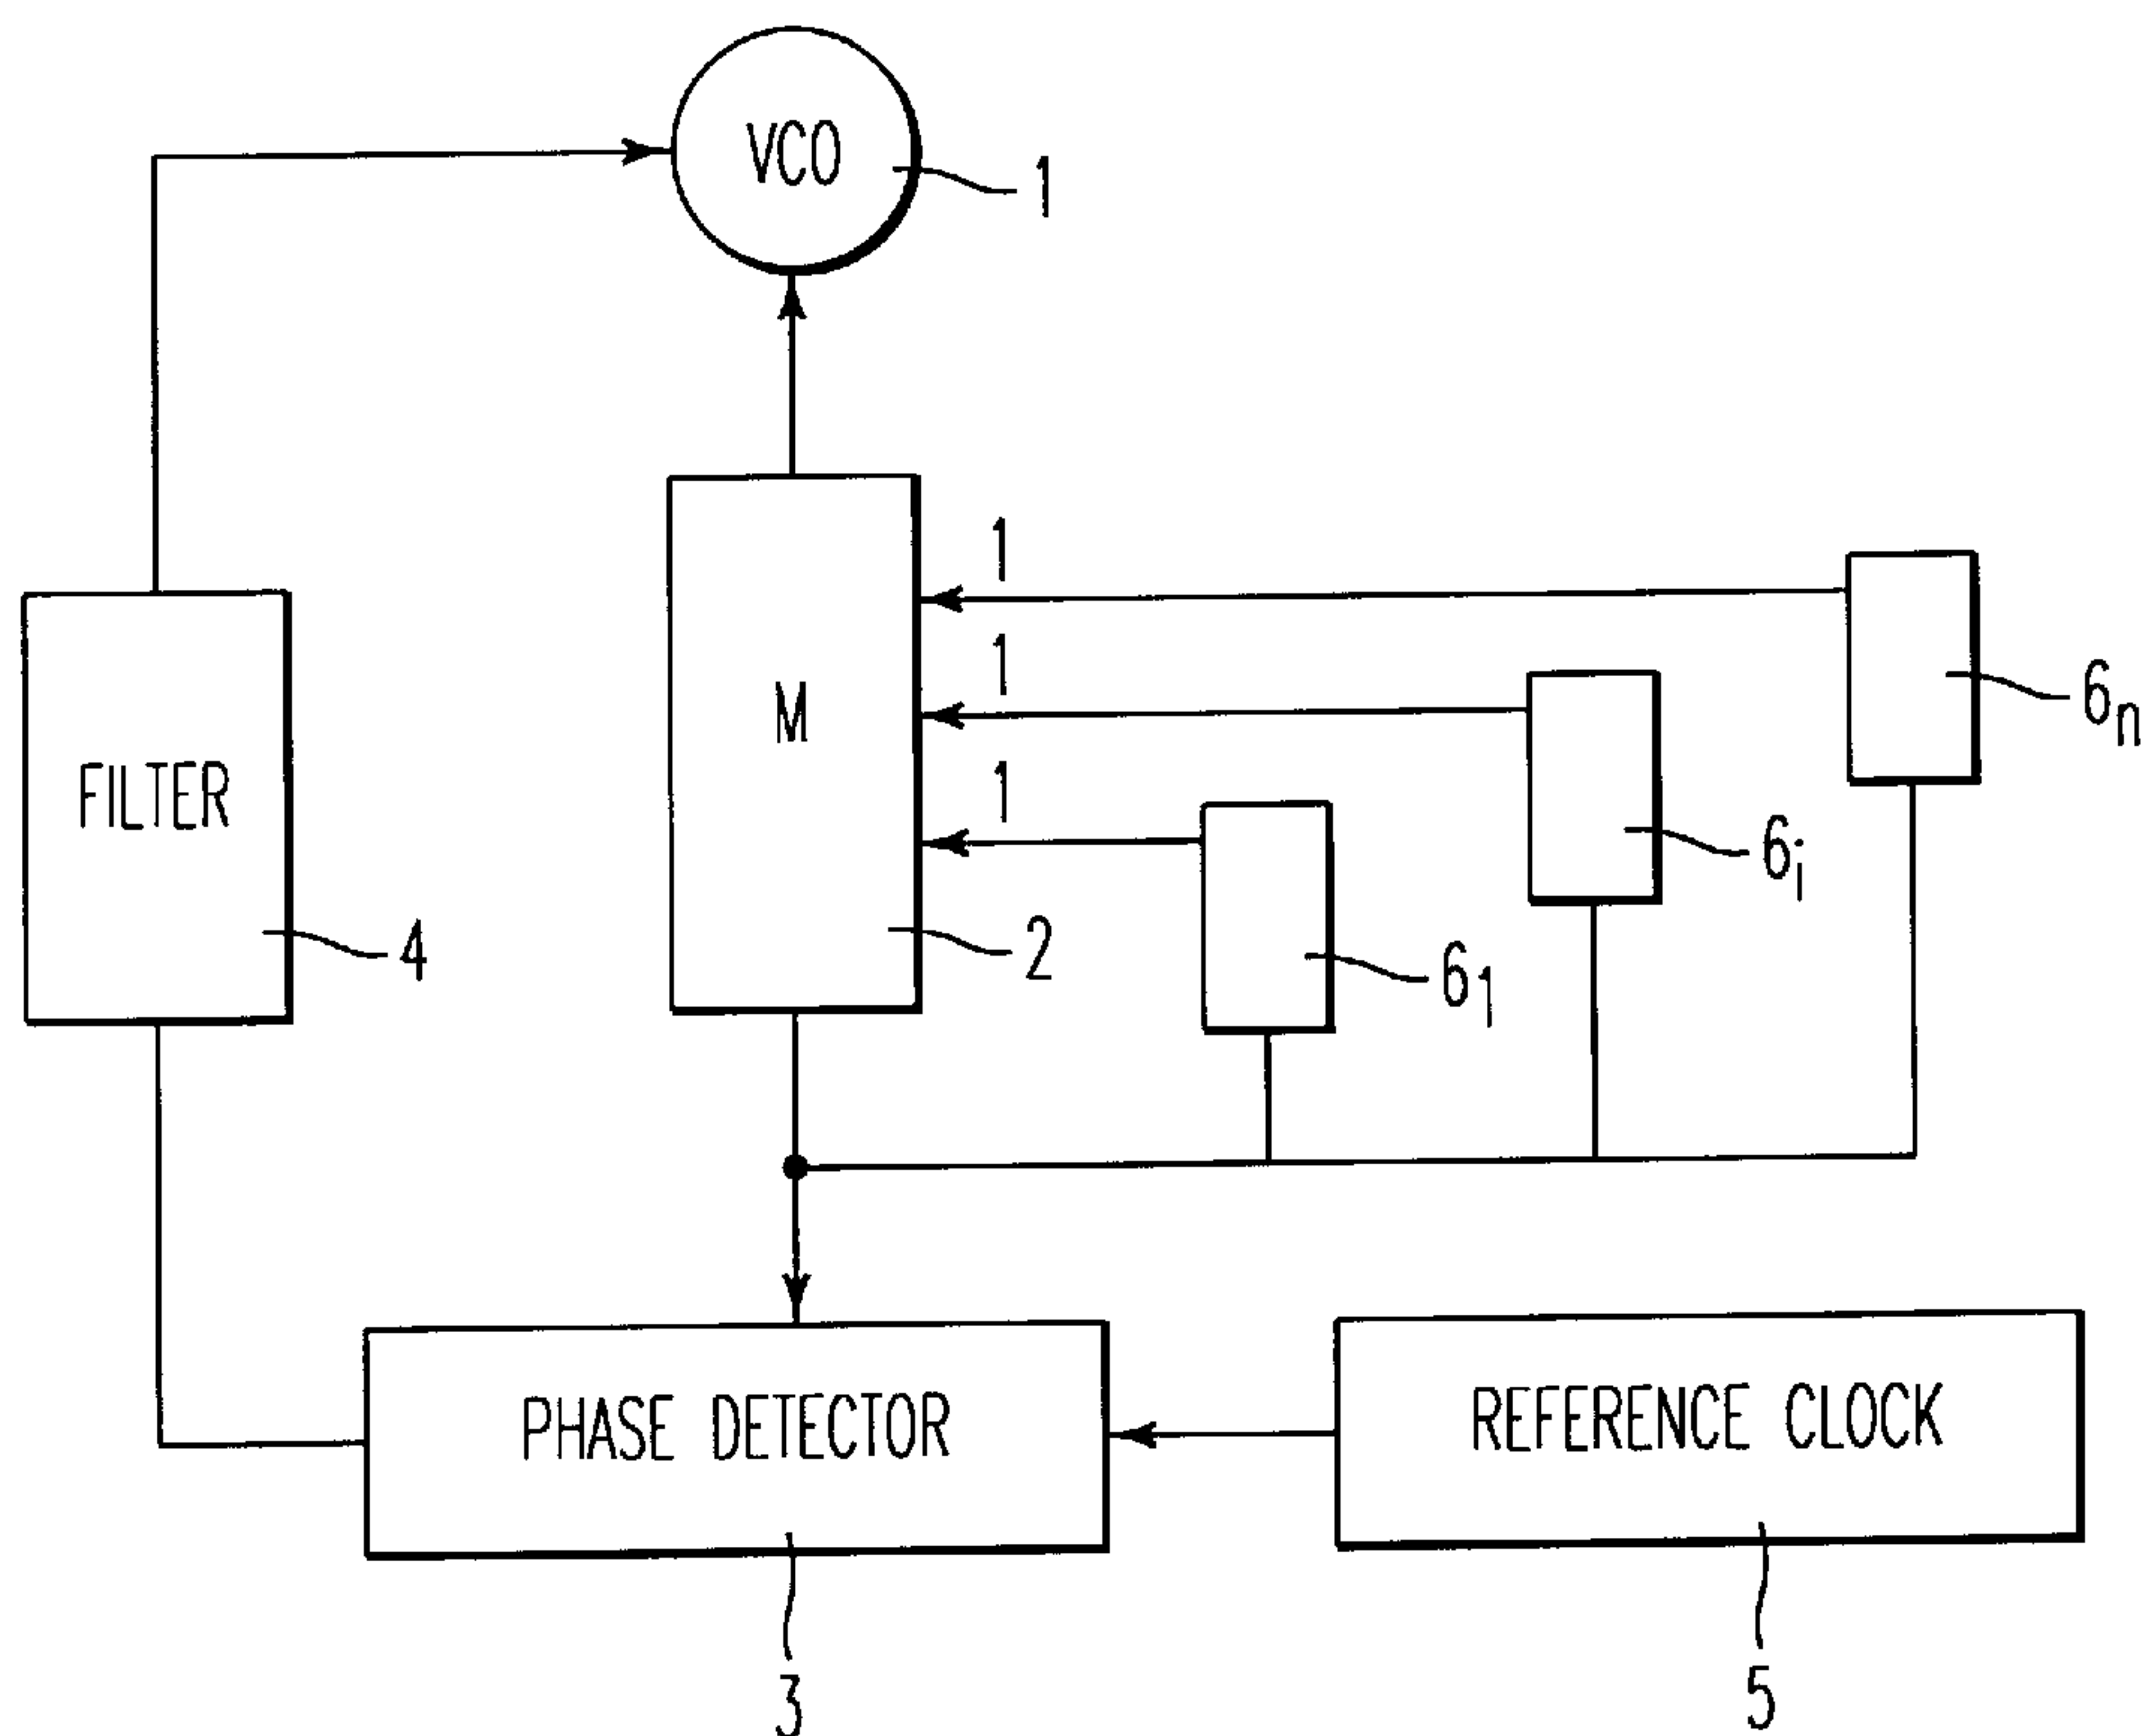 VCO
1
1
1
M
6n
6i
FILTER
1
4
2
61
PHASE DETECTOR
REFERENCE CLOCK
3
5